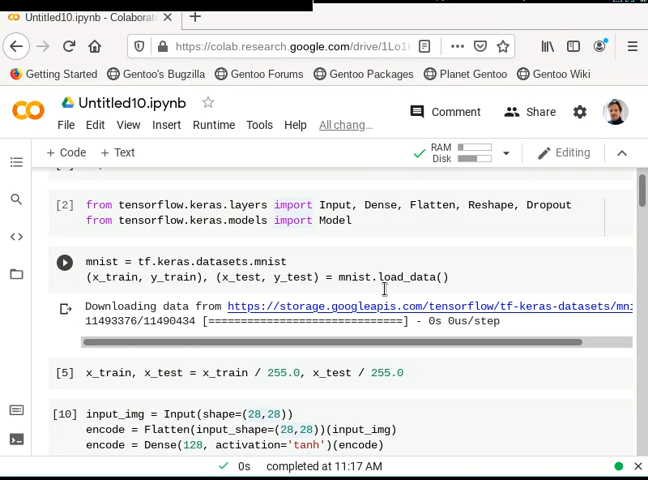 Untitled10.ipynb - Colabora
https://colab.research.google.com/drive/1Lo1
Getting Started Gentoo's Bugzilla Gentoo Forums Gentoo Packages Planet Gentoo Gentoo Wiki
Untitled10.ipynb
Comment Share
File Edit View Insert Runtime Tools Help All chang...
+ Code + Text RAM Disk Editing
[2] from tensorflow.keras.layers import Input, Dense, Flatten, Reshape, Dropout
from tensorflow.keras.models import Model
mnist = tf.keras.datasets.mnist
(x_train, y_train), (x_test, y_test) = mnist.load_data()
Downloading data from https://storage.googleapis.com/tensorflow/tf-keras-datasets/mni
11493376/11490434 [==============================] - 0s 0us/step
[5] x_train, x_test = x_train / 255.0, x_test / 255.0
[10] input_img = Input(shape=(28,28))
encode = Flatten(input_shape=(28,28))(input_img)
encode = Dense(128, activation='tanh')(encode)
0s completed at 11:17 AM